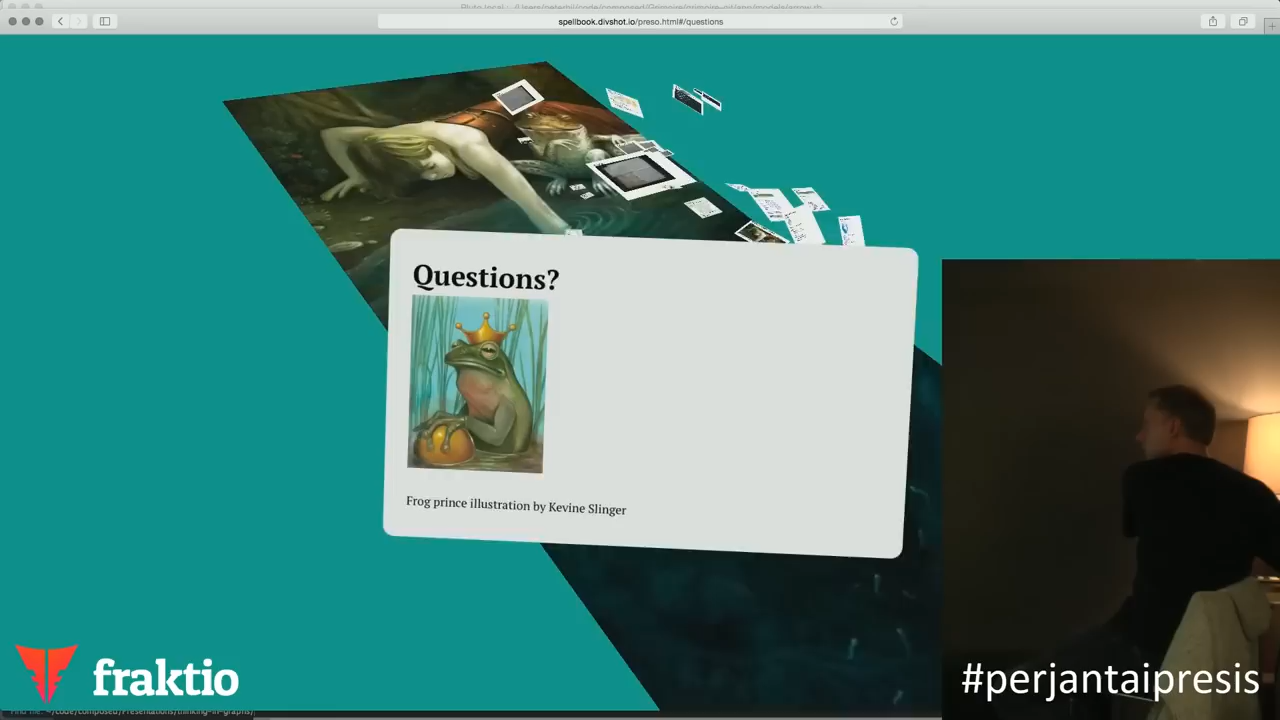 spellbook.divshot.io/preso.html#/questions
Questions?
Frog prince illustration by Kevine Slinger
fraktio
#perjantaipresis